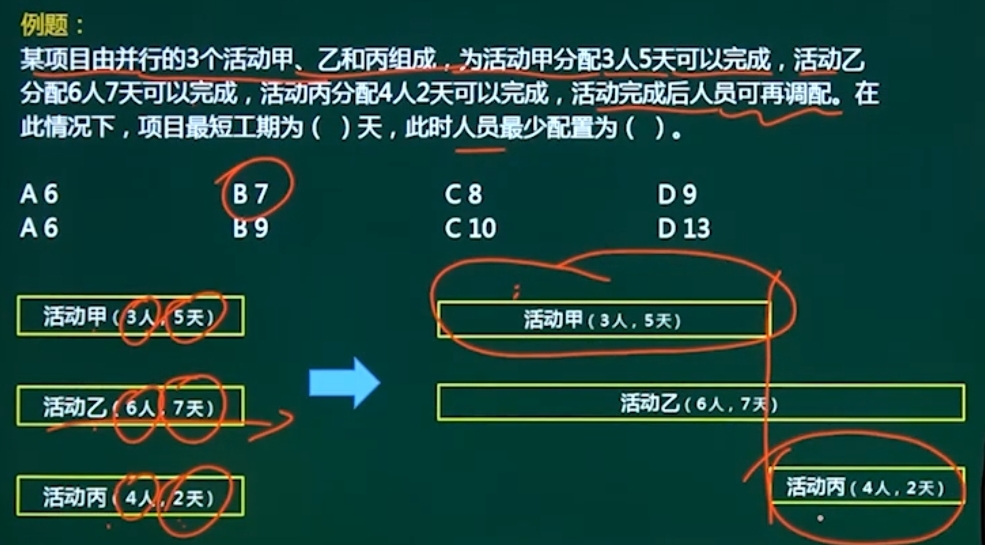 例题：
某项目由并行的3个活动甲、乙和丙组成，为活动甲分配3人5天可以完成，活动乙
分配6人7天可以完成，活动丙分配4人2天可以完成，活动完成后人员可再调配。在
此情况下，项目最短工期为（ ）天，此时人员最少配置为（ ）。
A 6 B 7 C 8 D 9
A 6 B 9 C 10 D 13
活动甲（3人，5天） 活动甲（3人，5天）
活动乙（6人，7天） 活动乙（6人，7天）
活动丙（4人，2天） 活动丙（4人，2天）